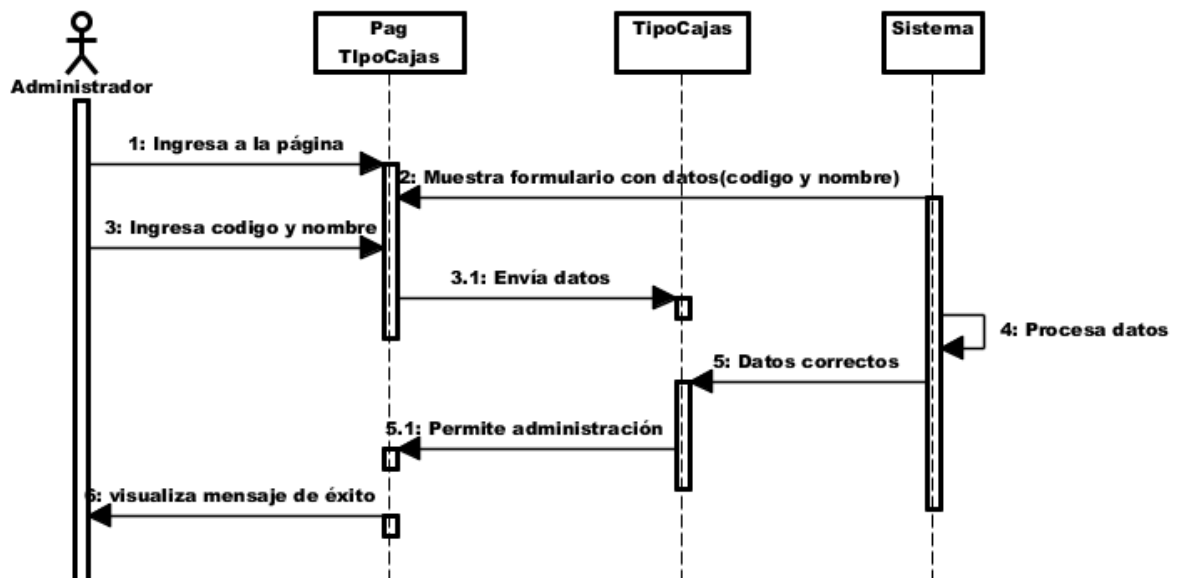 Pag
TIpoCajas
TipoCajas
Sistema
Administrador
1: Ingresa a la página
2: Muestra formulario con datos(codigo y nombre)
3: Ingresa codigo y nombre
3.1: Envía datos
4: Procesa datos
5: Datos correctos
5.1: Permite administración
6: visualiza mensaje de éxito